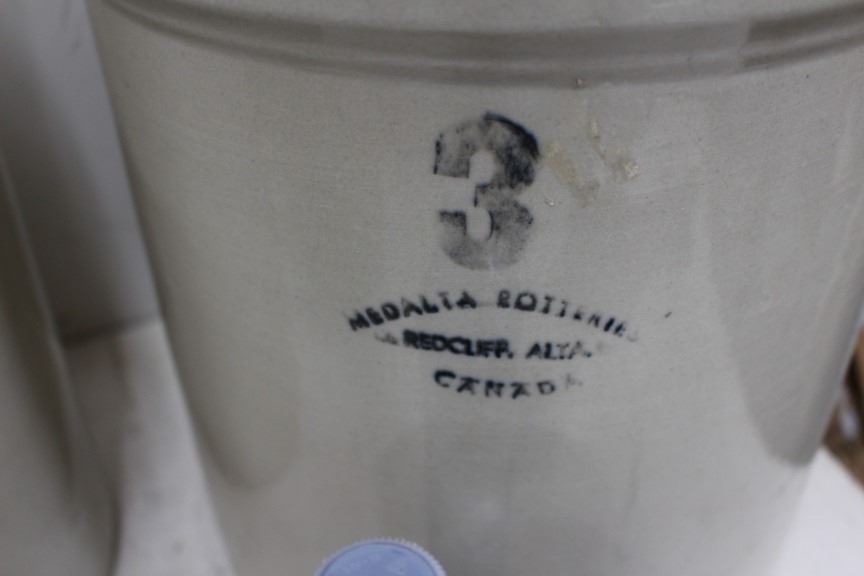 3
MEDALTA POTTERIES
REDCLIFF, ALTA.
CANADA